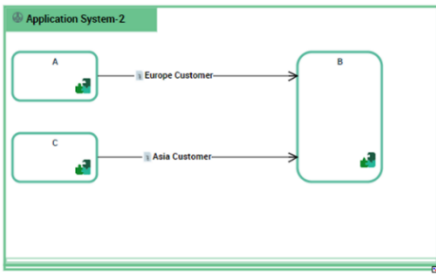 Application System-2
A
B
Europe Customer
C
Asia Customer